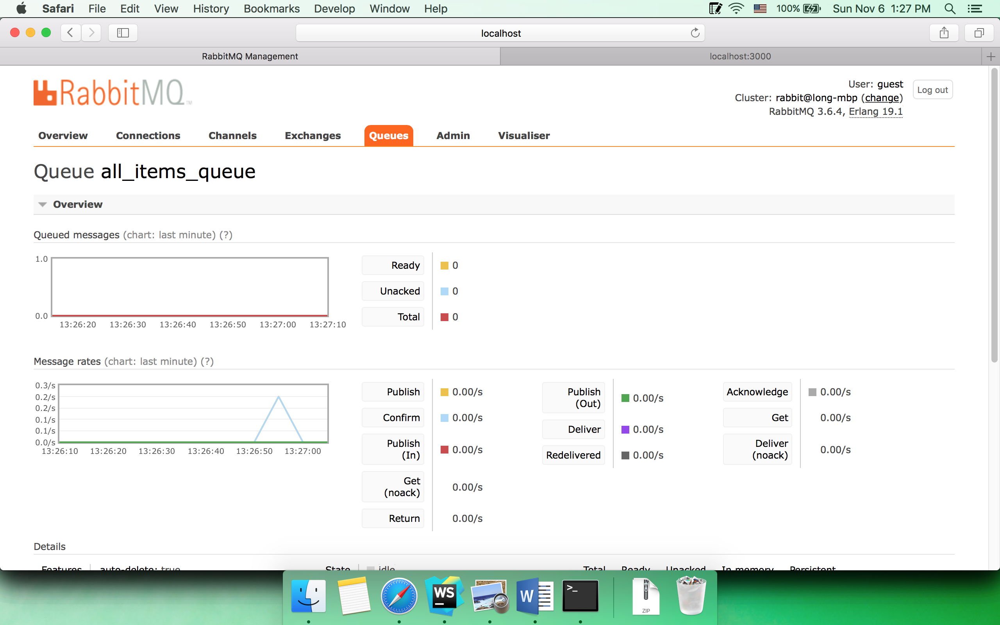 Safari File Edit View History Bookmarks Develop Window Help 100% Sun Nov 6 1:27 PM
localhost
RabbitMQ Management localhost:3000
RabbitMQ™
User: guest
Log out
Cluster: rabbit@long-mbp (change)
RabbitMQ 3.6.4, Erlang 19.1
Overview Connections Channels Exchanges Queues Admin Visualiser
Queue all_items_queue
Overview
Queued messages (chart: last minute) (?)
1.0
0.0
13:26:20 13:26:30 13:26:40 13:26:50 13:27:00 13:27:10
Ready 0
Unacked 0
Total 0
Message rates (chart: last minute) (?)
0.3/s
0.2/s
0.2/s
0.1/s
0.1/s
0.0/s
13:26:10 13:26:20 13:26:30 13:26:40 13:26:50 13:27:00
Publish 0.00/s
Confirm 0.00/s
Publish
(In) 0.00/s
Get
(noack) 0.00/s
Return 0.00/s
Publish
(Out) 0.00/s
Deliver 0.00/s
Redelivered 0.00/s
Acknowledge 0.00/s
Get 0.00/s
Deliver
(noack) 0.00/s
Details
Features auto-delete: true State idle Total Ready Unacked In memory Persistent
WS
W
>_
ZIP